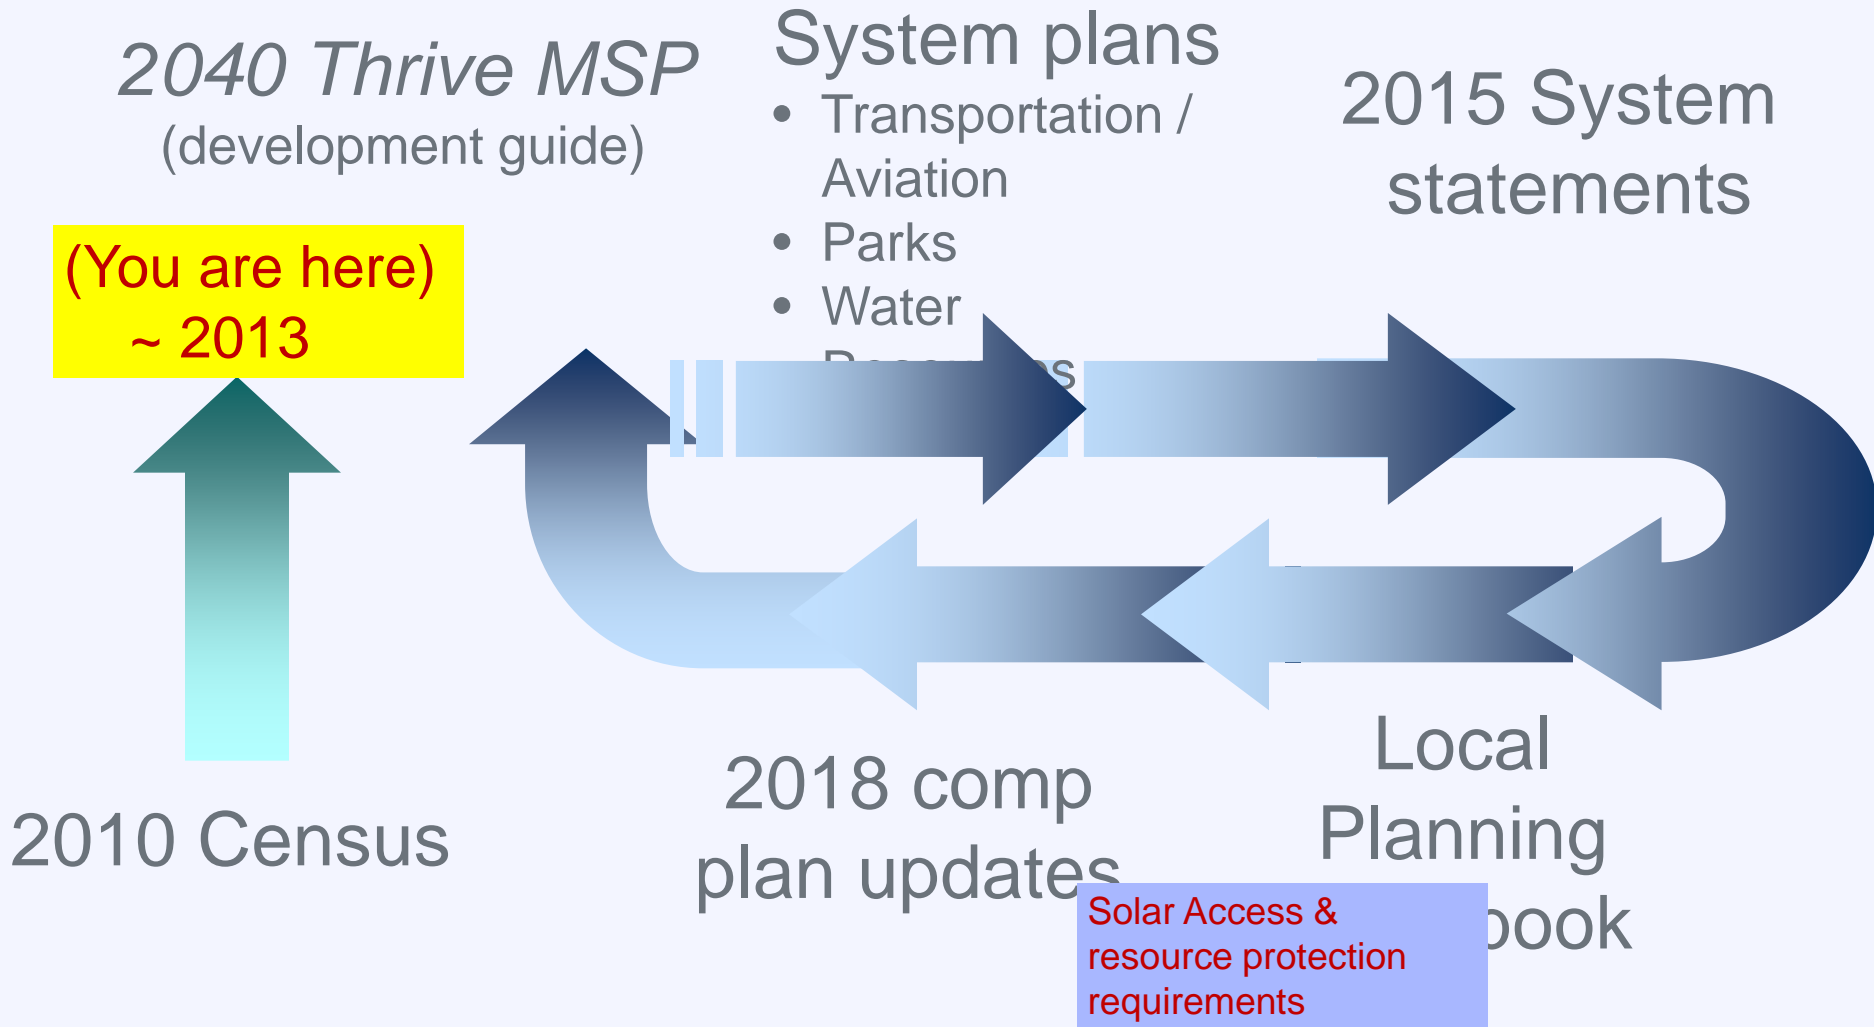 2040 Thrive MSP
(development guide)
System plans
• Transportation /
Aviation
• Parks
• Water
2015 System
statements
(You are here)
~ 2013
2010 Census
2018 comp
plan updates
Local
Planning
Solar Access &
resource protection
requirements